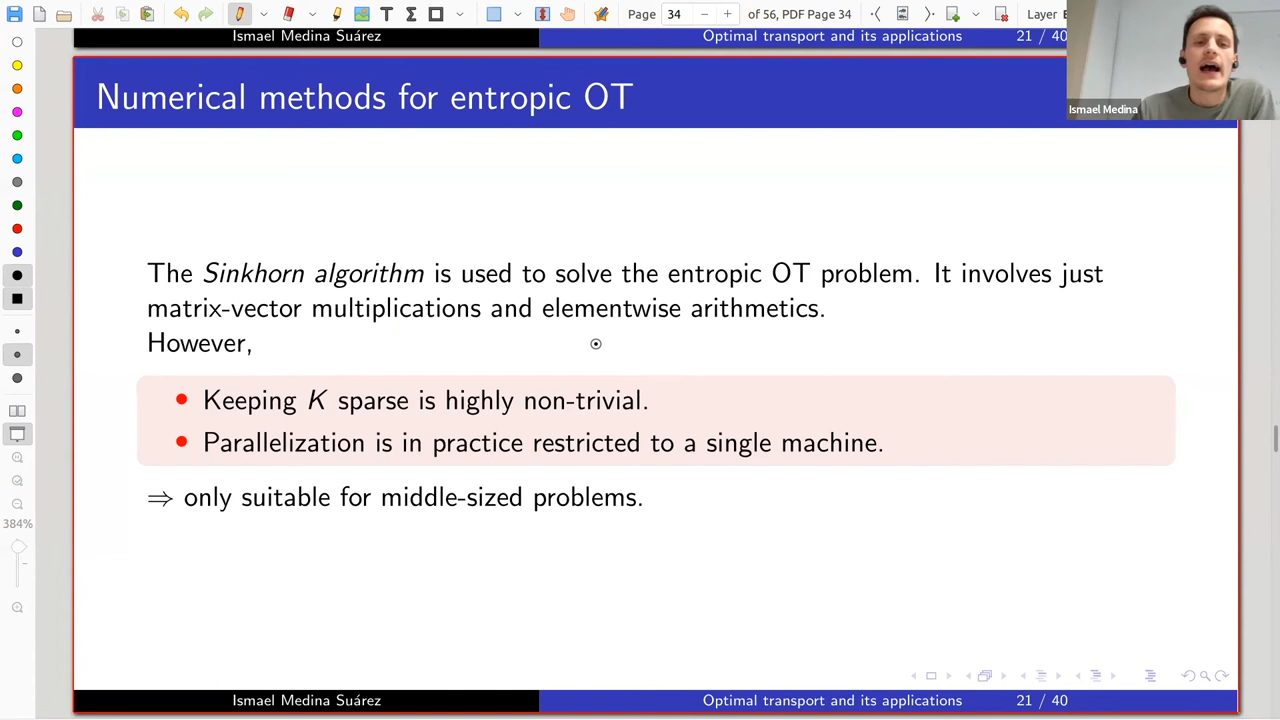 Page 34 of 56, PDF Page 34
Layer
Ismael Medina Suárez Optimal transport and its applications 21 / 40
Numerical methods for entropic OT
Ismael Medina
The Sinkhorn algorithm is used to solve the entropic OT problem. It involves just
matrix-vector multiplications and elementwise arithmetics.
However,
• Keeping K sparse is highly non-trivial.
• Parallelization is in practice restricted to a single machine.
⇒ only suitable for middle-sized problems.
384%
Ismael Medina Suárez Optimal transport and its applications 21 / 40